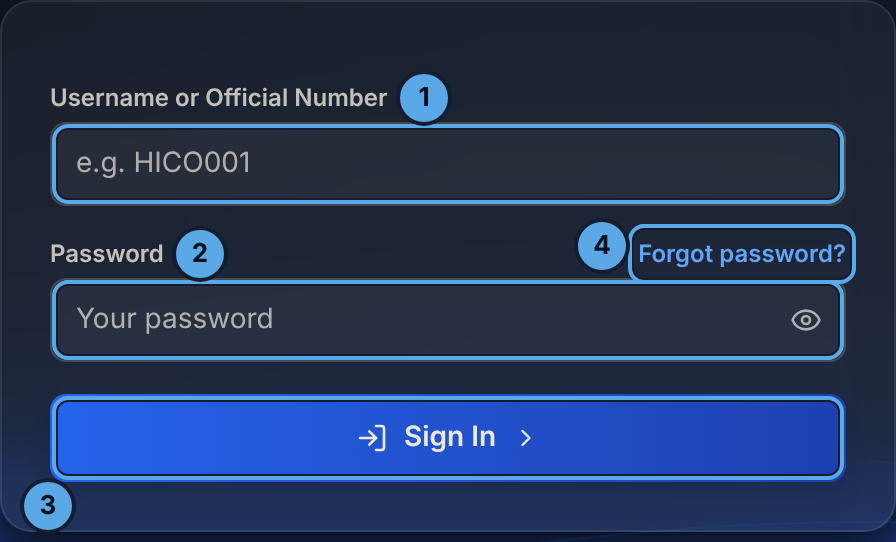 Username or Official Number 1
e.g. HICO001
Password 2 4 Forgot password?
Your password
Sign In
3